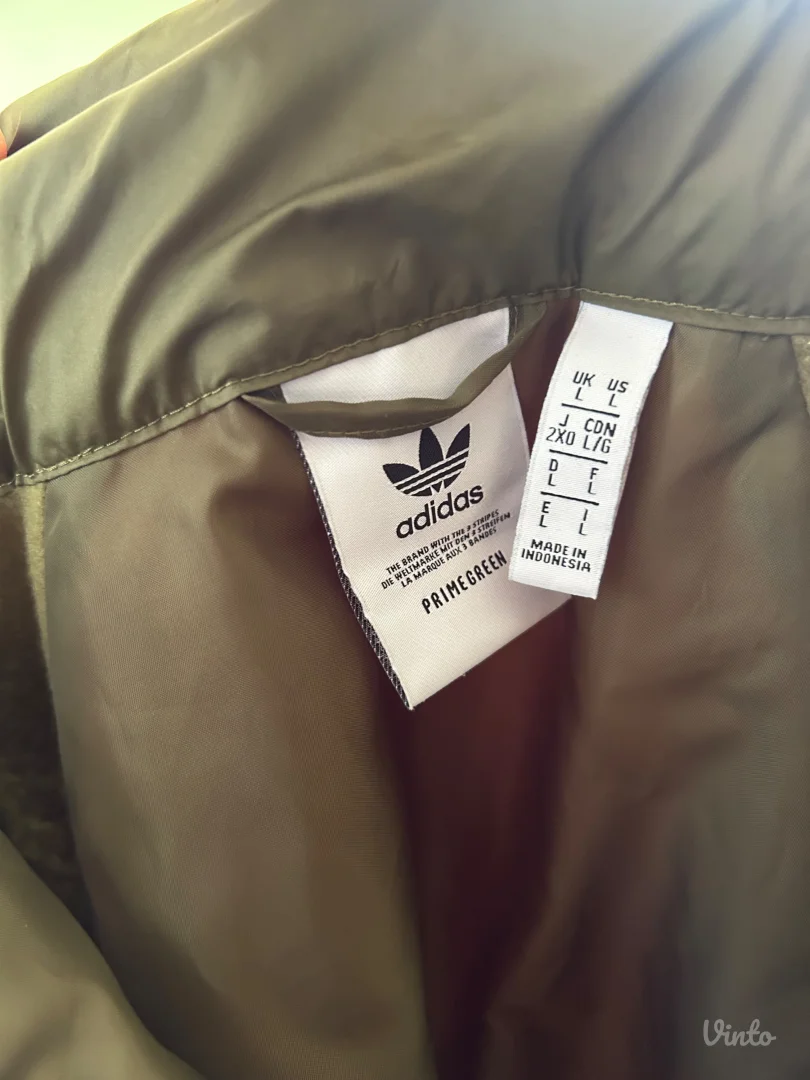 adidas
THE BRAND WITH THE 3 STRIPES
DIE WELTMARKE MIT DEN 3 STREIFEN
LA MARQUE AUX 3 BANDES
PRIMEGREEN
UK US
L L
J CDN
2XO L/G
D F
L L
E I
L L
MADE IN
INDONESIA
Vinto